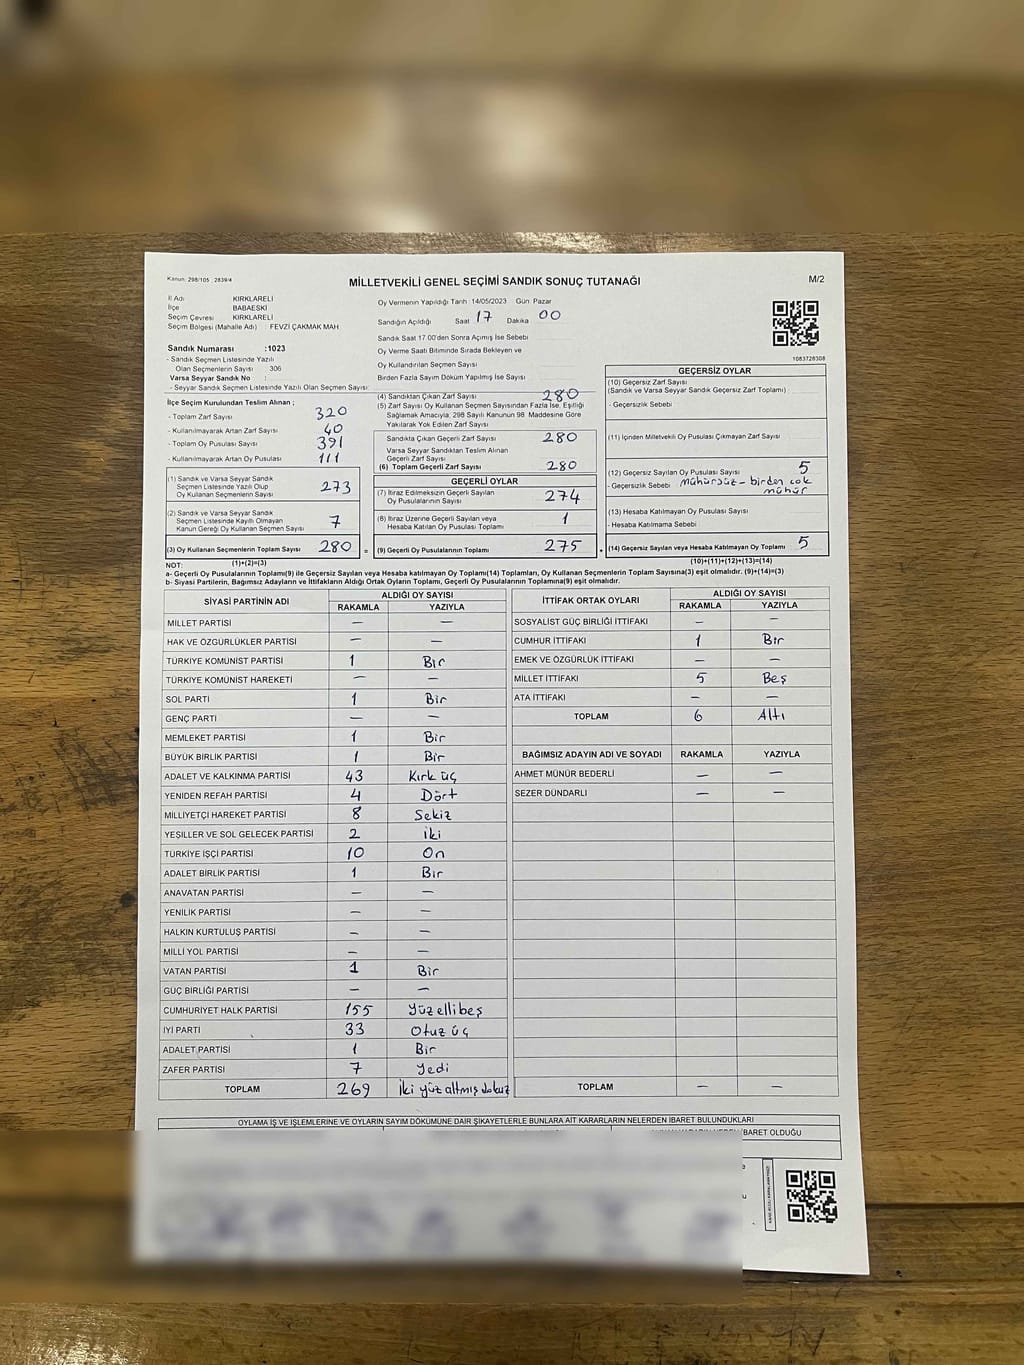 Kanun: 298/105 , 2839/4
MİLLETVEKİLİ GENEL SEÇİMİ SANDIK SONUÇ TUTANAĞI
M/2
İl Adı KIRKLARELİ
İlçe BABAESKİ
Seçim Çevresi KIRKLARELİ
Seçim Bölgesi (Mahalle Adı) : FEVZİ ÇAKMAK MAH.
Sandık Numarası :1023
- Sandık Seçmen Listesinde Yazılı
Olan Seçmenlerin Sayısı 306
Varsa Seyyar Sandık No :
- Seyyar Sandık Seçmen Listesinde Yazılı Olan Seçmen Sayısı:
Oy Vermenin Yapıldığı Tarih :14/05/2023 Gün: Pazar
Sandığın Açıldığı Saat 17 Dakika 00
Sandık Saat 17.00'den Sonra Açımış İse Sebebi
Oy Verme Saati Bitiminde Sırada Bekleyen ve
Oy Kullandırılan Seçmen Sayısı
Birden Fazla Sayım Döküm Yapılmış İse Sayısı
1083728308
İlçe Seçim Kurulundan Teslim Alınan ;
- Toplam Zarf Sayısı 320
- Kullanılmayarak Artan Zarf Sayısı 40
- Toplam Oy Pusulası Sayısı 391
- Kullanılmayarak Artan Oy Pusulası 111
(1) Sandık ve Varsa Seyyar Sandık
Seçmen Listesinde Yazılı Olup
Oy Kullanan Seçmenlerin Sayısı 273
(2) Sandık ve Varsa Seyyar Sandık
Seçmen Listesinde Kayıtlı Olmayan
Kanun Gereği Oy Kullanan Seçmen Sayısı 7
(3) Oy Kullanan Seçmenlerin Toplam Sayısı 280 =
(4) Sandıktan Çıkan Zarf Sayısı 280
(5) Zarf Sayısı Oy Kullanan Seçmen Sayısından Fazla İse, Eşitliği
Sağlamak Amacıyla; 298 Sayılı Kanunun 98. Maddesine Göre
Yakılarak Yok Edilen Zarf Sayısı
Sandıkta Çıkan Geçerli Zarf Sayısı 280
Varsa Seyyar Sandıktan Teslim Alınan
Geçerli Zarf Sayısı
(6) Toplam Geçerli Zarf Sayısı 280
GEÇERLİ OYLAR
(7) İtiraz Edilmeksizin Geçerli Sayılan
Oy Pusulalarının Sayısı 274
(8) İtiraz Üzerine Geçerli Sayılan veya
Hesaba Katılan Oy Pusulası Toplamı 1
(9) Geçerli Oy Pusulalarının Toplamı 275 +
GEÇERSİZ OYLAR
(10) Geçersiz Zarf Sayısı
(Sandık ve Varsa Seyyar Sandık Geçersiz Zarf Toplamı)
- Geçersizlik Sebebi
(11) İçinden Milletvekili Oy Pusulası Çıkmayan Zarf Sayısı
(12) Geçersiz Sayılan Oy Pusulası Sayısı 5
- Geçersizlik Sebebi Mühürsüz - birden çok
mühür
(13) Hesaba Katılmayan Oy Pusulası Sayısı
- Hesaba Katılmama Sebebi
(14) Geçersiz Sayılan veya Hesaba Katılmayan Oy Toplamı 5
NOT: (1)+(2)=(3) (10)+(11)+(12)+(13)=(14)
a- Geçerli Oy Pusulalarının Toplamı(9) ile Geçersiz Sayılan veya Hesaba Katılmayan Oy Toplamı(14) Toplamları, Oy Kullanan Seçmenlerin Toplam Sayısına(3) eşit olmalıdır. (9)+(14)=(3)
b- Siyasi Partilerin, Bağımsız Adayların ve İttifakların Aldığı Ortak Oyların Toplamı, Geçerli Oy Pusulalarının Toplamına(9) eşit olmalıdır.
SİYASİ PARTİNİN ADI ALDIĞI OY SAYISI
RAKAMLA YAZIYLA
MİLLET PARTİSİ — —
HAK VE ÖZGÜRLÜKLER PARTİSİ — —
TÜRKİYE KOMÜNİST PARTİSİ 1 Bir
TÜRKİYE KOMÜNİST HAREKETİ — —
SOL PARTİ 1 Bir
GENÇ PARTİ — —
MEMLEKET PARTİSİ 1 Bir
BÜYÜK BİRLİK PARTİSİ 1 Bir
ADALET VE KALKINMA PARTİSİ 43 Kırk üç
YENİDEN REFAH PARTİSİ 4 Dört
MİLLİYETÇİ HAREKET PARTİSİ 8 Sekiz
YEŞİLLER VE SOL GELECEK PARTİSİ 2 İki
TÜRKİYE İŞÇİ PARTİSİ 10 On
ADALET BİRLİK PARTİSİ 1 Bir
ANAVATAN PARTİSİ — —
YENİLİK PARTİSİ — —
HALKIN KURTULUŞ PARTİSİ — —
MİLLİ YOL PARTİSİ — —
VATAN PARTİSİ 1 Bir
GÜÇ BİRLİĞİ PARTİSİ — —
CUMHURİYET HALK PARTİSİ 155 Yüzellibeş
İYİ PARTİ 33 Otuz üç
ADALET PARTİSİ 1 Bir
ZAFER PARTİSİ 7 Yedi
TOPLAM 269 İki yüz altmış dokuz
İTTİFAK ORTAK OYLARI ALDIĞI OY SAYISI
RAKAMLA YAZIYLA
SOSYALİST GÜÇ BİRLİĞİ İTTİFAKI — —
CUMHUR İTTİFAKI 1 Bir
EMEK VE ÖZGÜRLÜK İTTİFAKI — —
MİLLET İTTİFAKI 5 Beş
ATA İTTİFAKI — —
TOPLAM 6 Altı
BAĞIMSIZ ADAYIN ADI VE SOYADI RAKAMLA YAZIYLA
AHMET MÜNÜR BEDERLİ — —
SEZER DÜNDARLI — —
TOPLAM — —
OYLAMA İŞ VE İŞLEMLERİNE VE OYLARIN SAYIM DÖKÜMÜNE DAİR ŞİKAYETLERLE BUNLARA AİT KARARLARIN NELERDEN İBARET BULUNDUKLARI
İBARET OLDUĞU